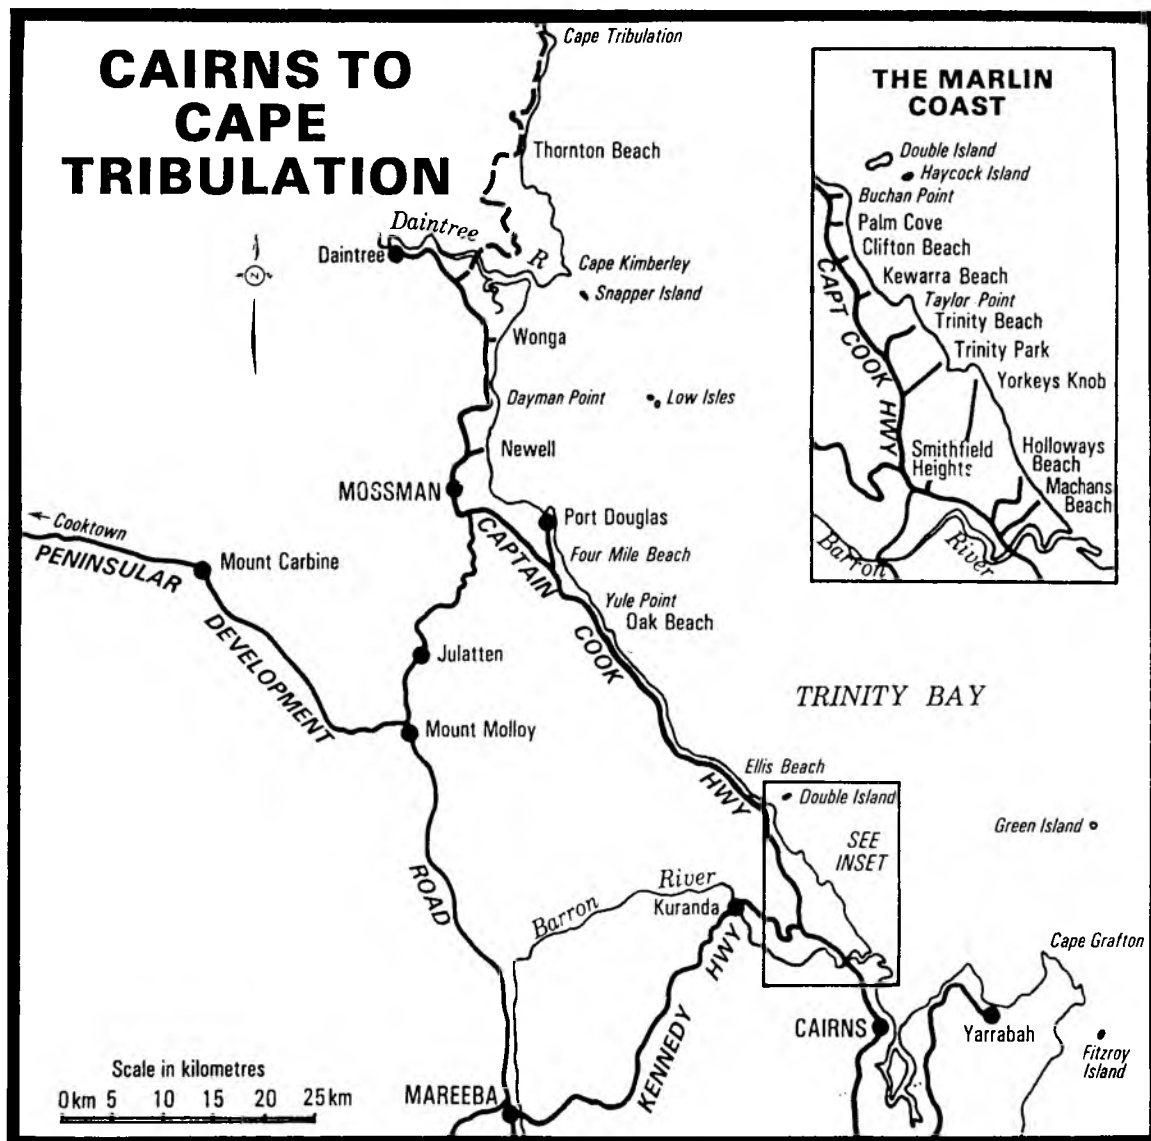 CAIRNS TO
CAPE
TRIBULATION
Cape Tribulation
Thornton Beach
Daintree
R
Daintree
Cape Kimberley
Snapper Island
Wonga
Dayman Point
Low Isles
Newell
MOSSMAN
Port Douglas
Four Mile Beach
Cooktown
PENINSULAR
DEVELOPMENT
ROAD
Mount Carbine
CAPTAIN
COOK
HWY
Yule Point
Oak Beach
Julatten
Mount Molloy
TRINITY BAY
Ellis Beach
Double Island
SEE
INSET
Green Island
Barron
River
Kuranda
KENNEDY
HWY
Cape Grafton
CAIRNS
Yarrabah
Fitzroy
Island
MAREEBA
Scale in kilometres
0km 5 10 15 20 25km
N
THE MARLIN
COAST
Double Island
Haycock Island
Buchan Point
Palm Cove
Clifton Beach
Kewarra Beach
Taylor Point
Trinity Beach
Trinity Park
Yorkeys Knob
CAPT
COOK
HWY
Smithfield
Heights
Holloways
Beach
Machans
Beach
Barron
River